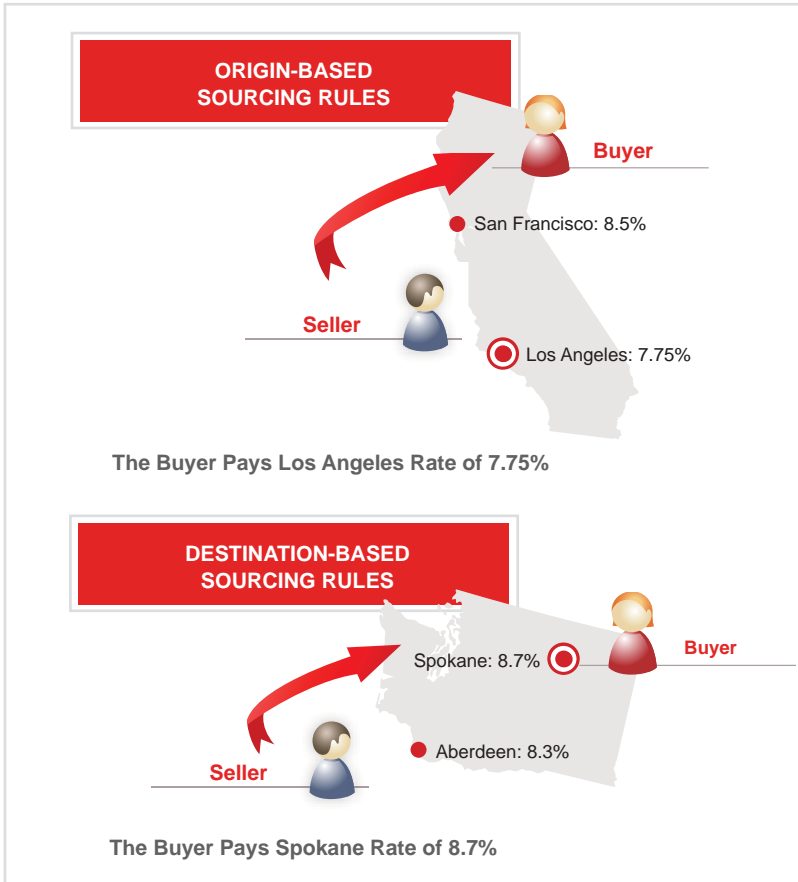 ORIGIN-BASED
SOURCING RULES
Buyer
San Francisco: 8.5%
Seller
Los Angeles: 7.75%
The Buyer Pays Los Angeles Rate of 7.75%
DESTINATION-BASED
SOURCING RULES
Buyer
Spokane: 8.7%
Aberdeen: 8.3%
Seller
The Buyer Pays Spokane Rate of 8.7%